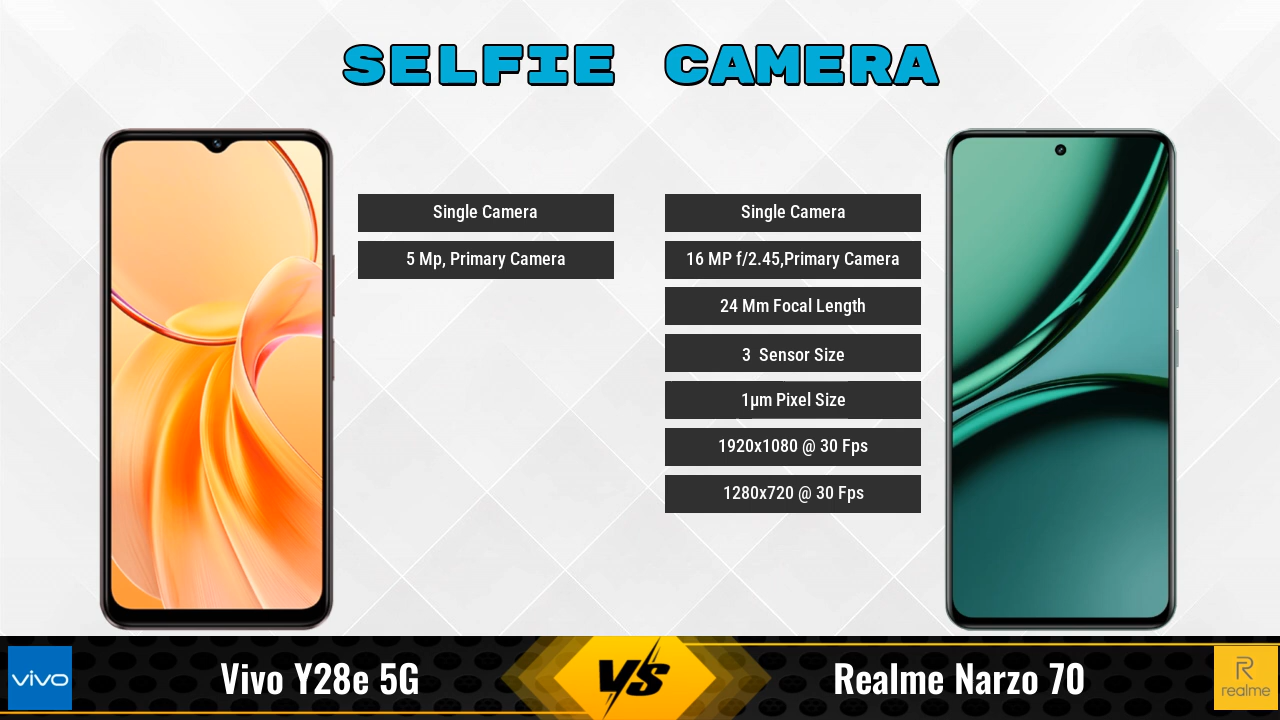 SELFIE CAMERA
Single Camera
5 Mp, Primary Camera
Single Camera
16 MP f/2.45,Primary Camera
24 Mm Focal Length
3 Sensor Size
1µm Pixel Size
1920x1080 @ 30 Fps
1280x720 @ 30 Fps
vivo
Vivo Y28e 5G
VS
Realme Narzo 70
R
realme